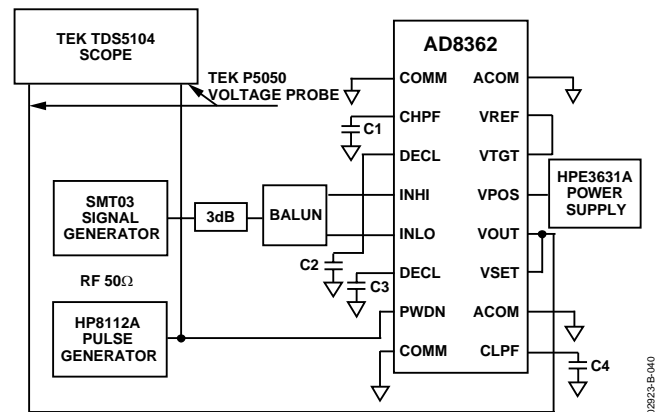 TEK TDS5104
SCOPE
TEK P5050
VOLTAGE PROBE
AD8362
COMM
ACOM
CHPF
VREF
C1
DECL
VTGT
SMT03
SIGNAL
GENERATOR
3dB
BALUN
INHI
VPOS
HPE3631A
POWER
SUPPLY
INLO
VOUT
C2
DECL
VSET
C3
RF 50Ω
HP8112A
PULSE
GENERATOR
PWDN
ACOM
COMM
CLPF
C4
02923-B-040